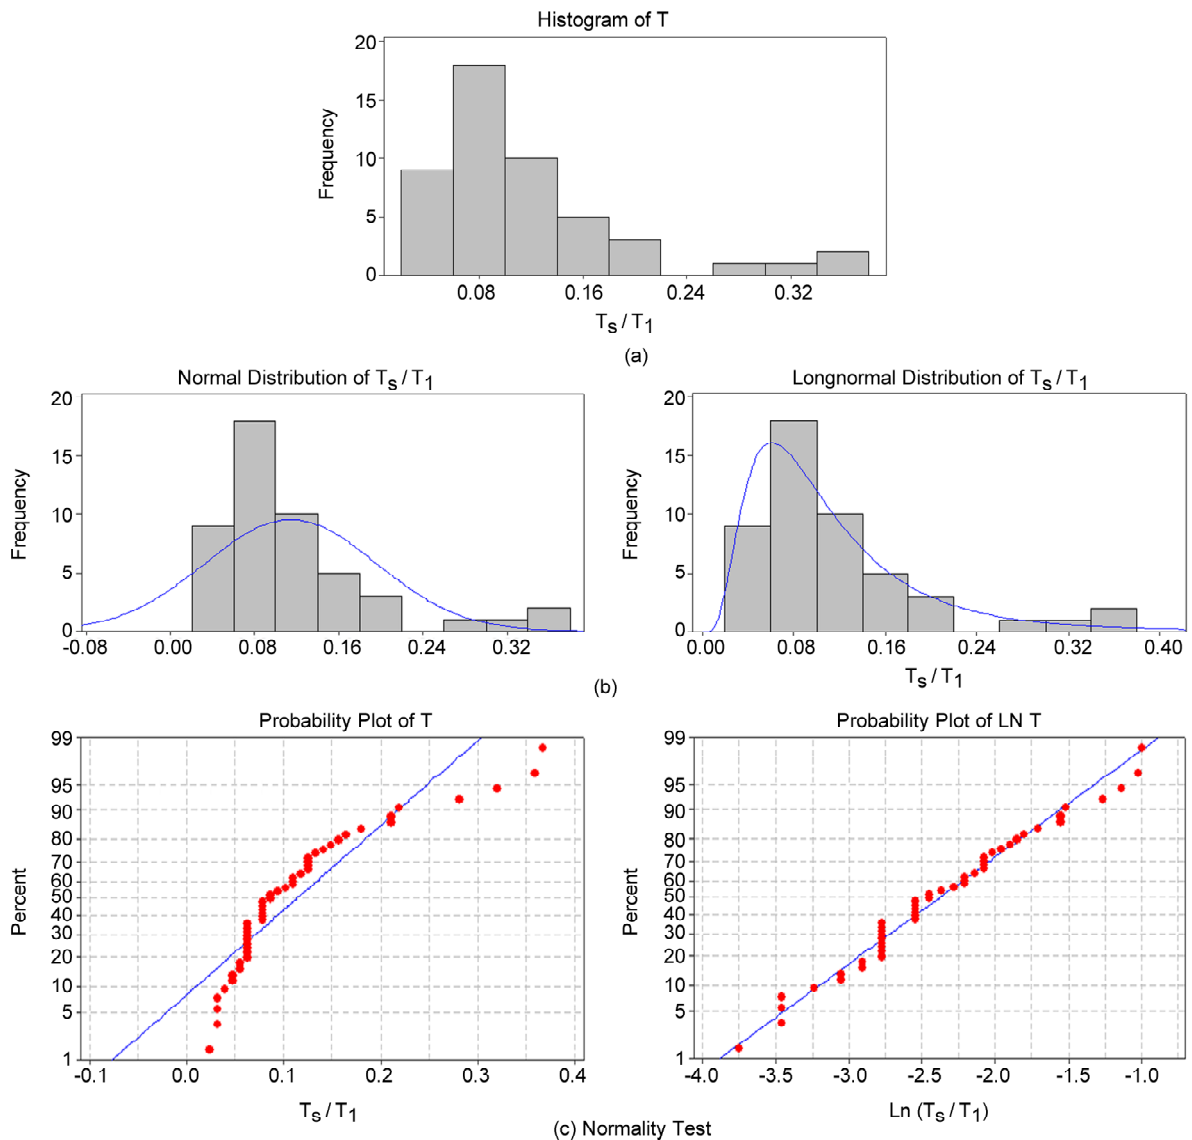 Histogram of T
Frequency
20
15
10
5
0
0.08 0.16 0.24 0.32
Ts / T1
(a)
Normal Distribution of Ts / T1
Frequency
20
15
10
5
0
-0.08 0.00 0.08 0.16 0.24 0.32
Longnormal Distribution of Ts / T1
Frequency
20
15
10
5
0
0.00 0.08 0.16 0.24 0.32 0.40
Ts / T1
(b)
Probability Plot of T
Percent
99
95
90
80
70
60
50
40
30
20
10
5
1
-0.1 0.0 0.1 0.2 0.3 0.4
Ts / T1
Probability Plot of LN T
Percent
99
95
90
80
70
60
50
40
30
20
10
5
1
-4.0 -3.5 -3.0 -2.5 -2.0 -1.5 -1.0
Ln (Ts / T1)
(c) Normality Test